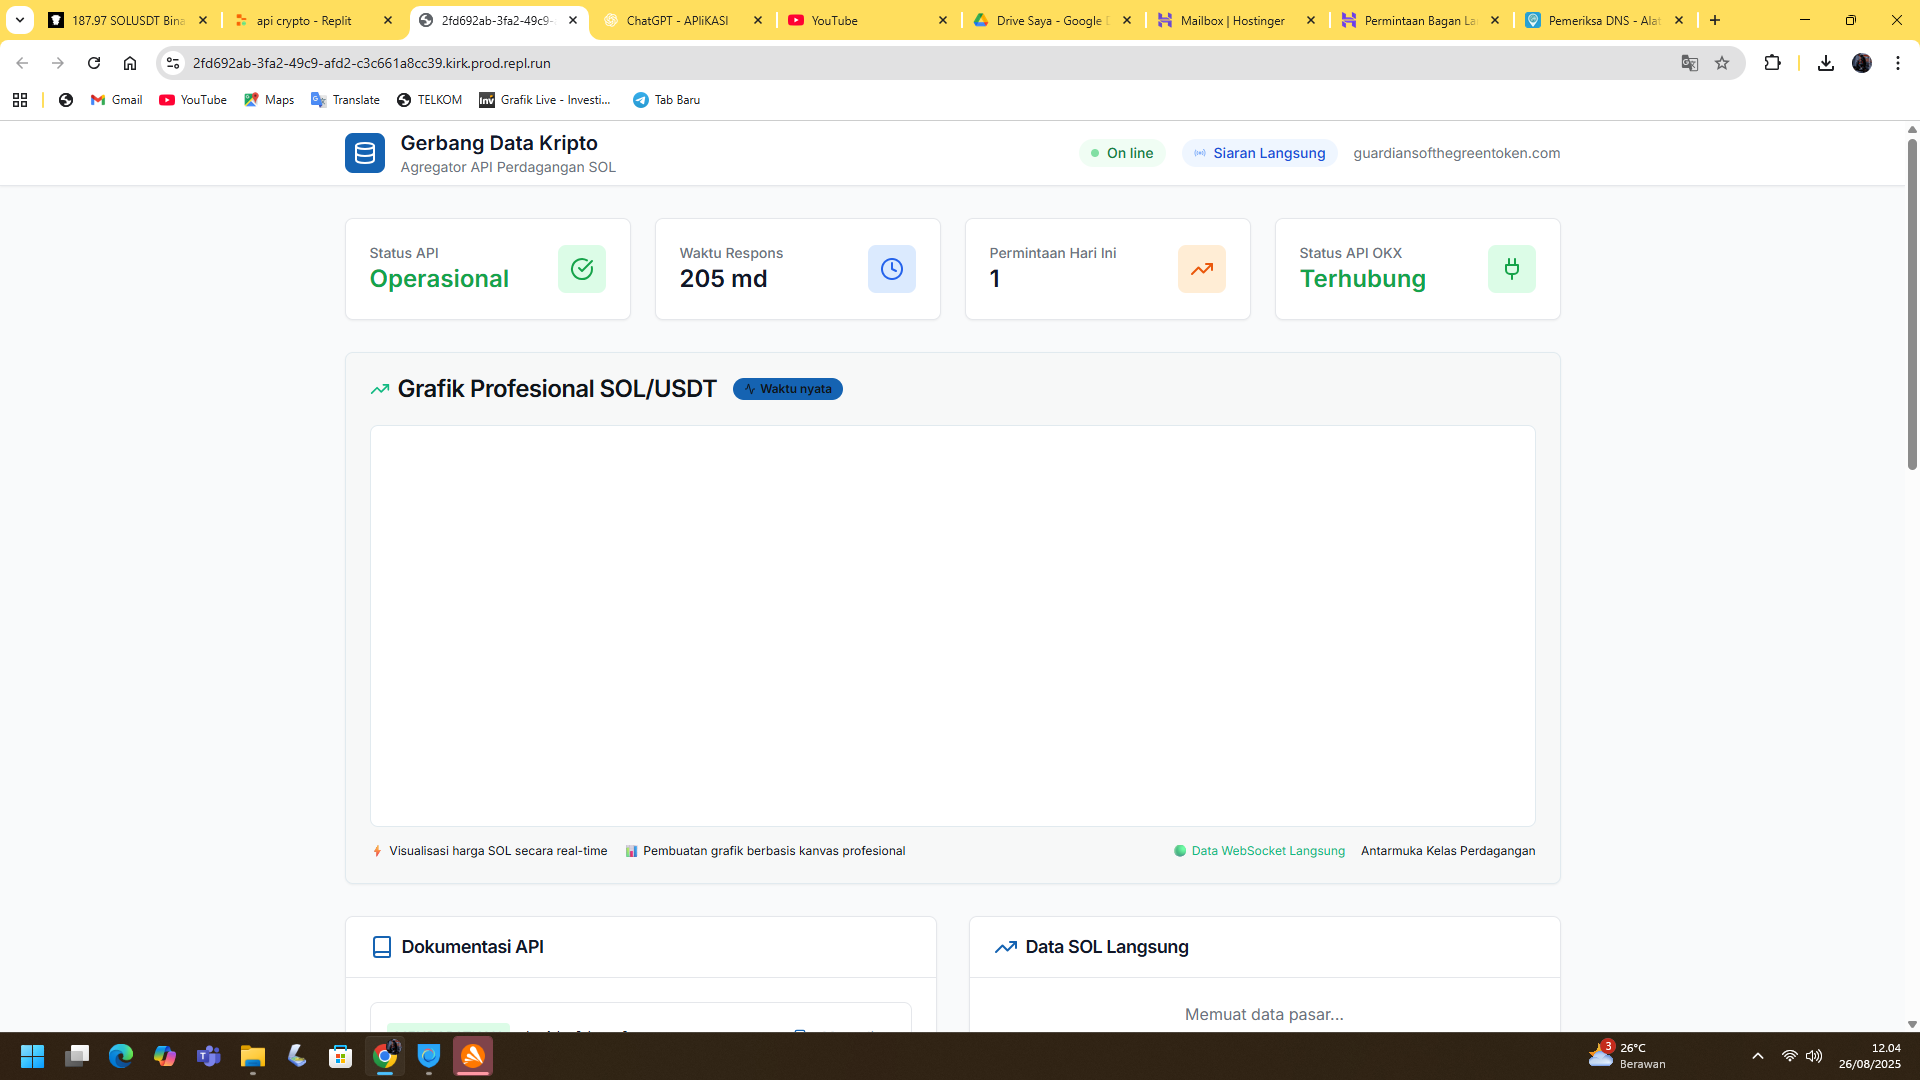 187.97 SOLUSDT Bina
api crypto - Replit
2fd692ab-3fa2-49c9-
ChatGPT - APIiKASI
YouTube
Drive Saya - Google D
Mailbox | Hostinger
Permintaan Bagan La
Pemeriksa DNS - Alat
2fd692ab-3fa2-49c9-afd2-c3c661a8cc39.kirk.prod.repl.run
Gmail
YouTube
Maps
Translate
TELKOM
Inv
Grafik Live - Investi...
Tab Baru
Gerbang Data Kripto
Agregator API Perdagangan SOL
On line
Siaran Langsung
guardiansofthegreentoken.com
Status API
Operasional
Waktu Respons
205 md
Permintaan Hari Ini
1
Status API OKX
Terhubung
Grafik Profesional SOL/USDT
Waktu nyata
Visualisasi harga SOL secara real-time
Pembuatan grafik berbasis kanvas profesional
Data WebSocket Langsung
Antarmuka Kelas Perdagangan
Dokumentasi API
Data SOL Langsung
Memuat data pasar...
3
26°C
Berawan
12.04
26/08/2025